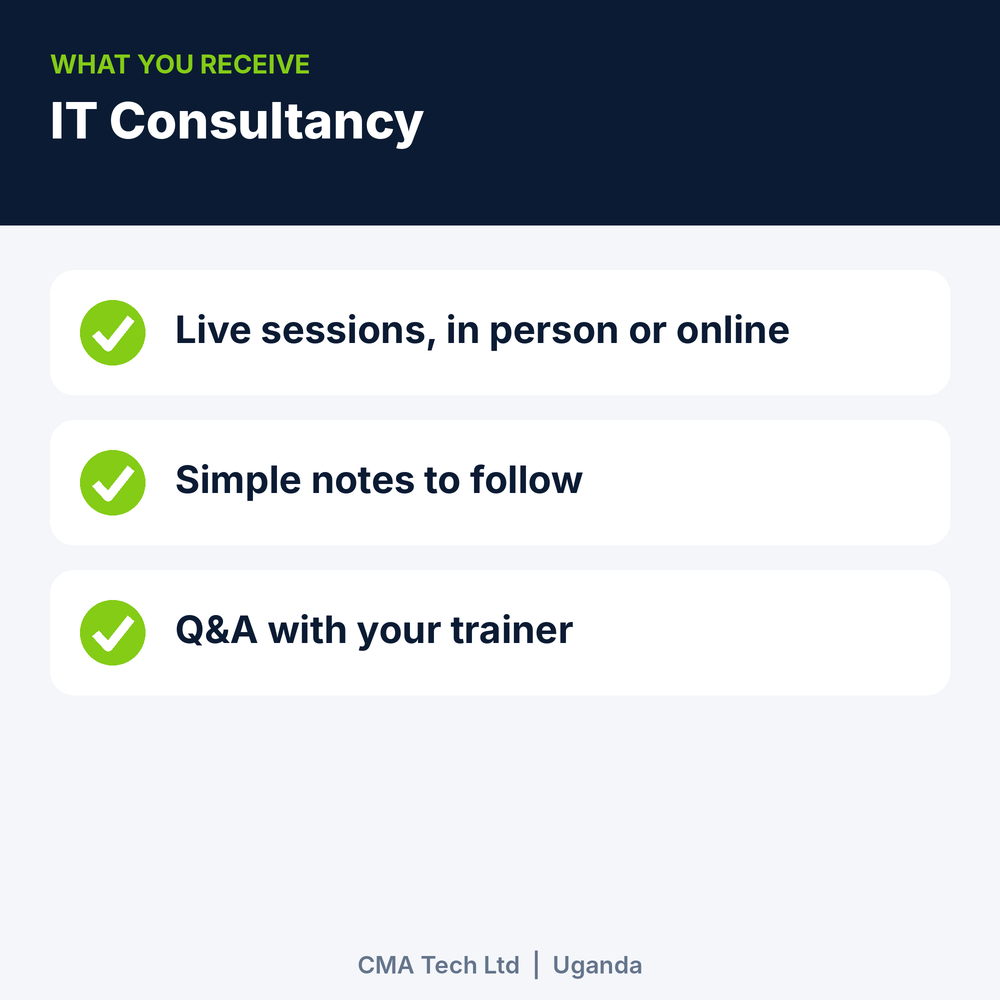 WHAT YOU RECEIVE
IT Consultancy
Live sessions, in person or online
Simple notes to follow
Q&A with your trainer
CMA Tech Ltd | Uganda